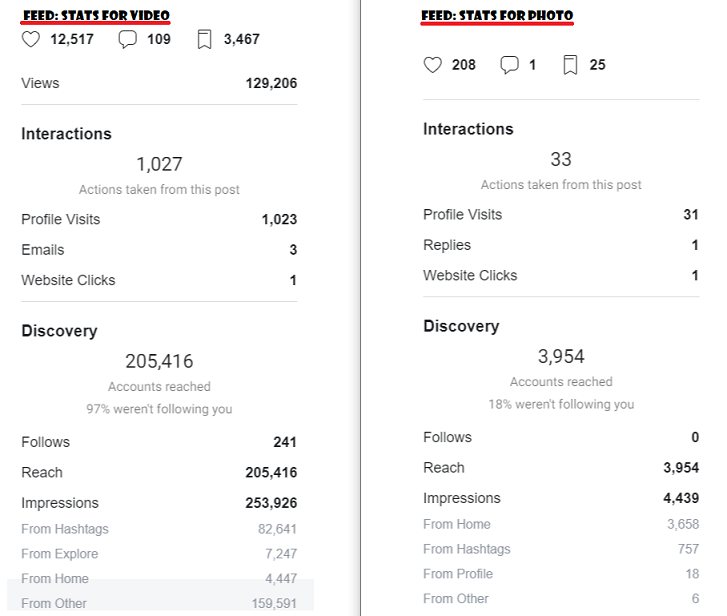 FEED: STATS FOR VIDEO
12,517 109 3,467
Views 129,206
Interactions
1,027
Actions taken from this post
Profile Visits 1,023
Emails 3
Website Clicks 1
Discovery
205,416
Accounts reached
97% weren't following you
Follows 241
Reach 205,416
Impressions 253,926
From Hashtags 82,641
From Explore 7,247
From Home 4,447
From Other 159,591
FEED: STATS FOR PHOTO
208 1 25
Interactions
33
Actions taken from this post
Profile Visits 31
Replies 1
Website Clicks 1
Discovery
3,954
Accounts reached
18% weren't following you
Follows 0
Reach 3,954
Impressions 4,439
From Home 3,658
From Hashtags 757
From Profile 18
From Other 6